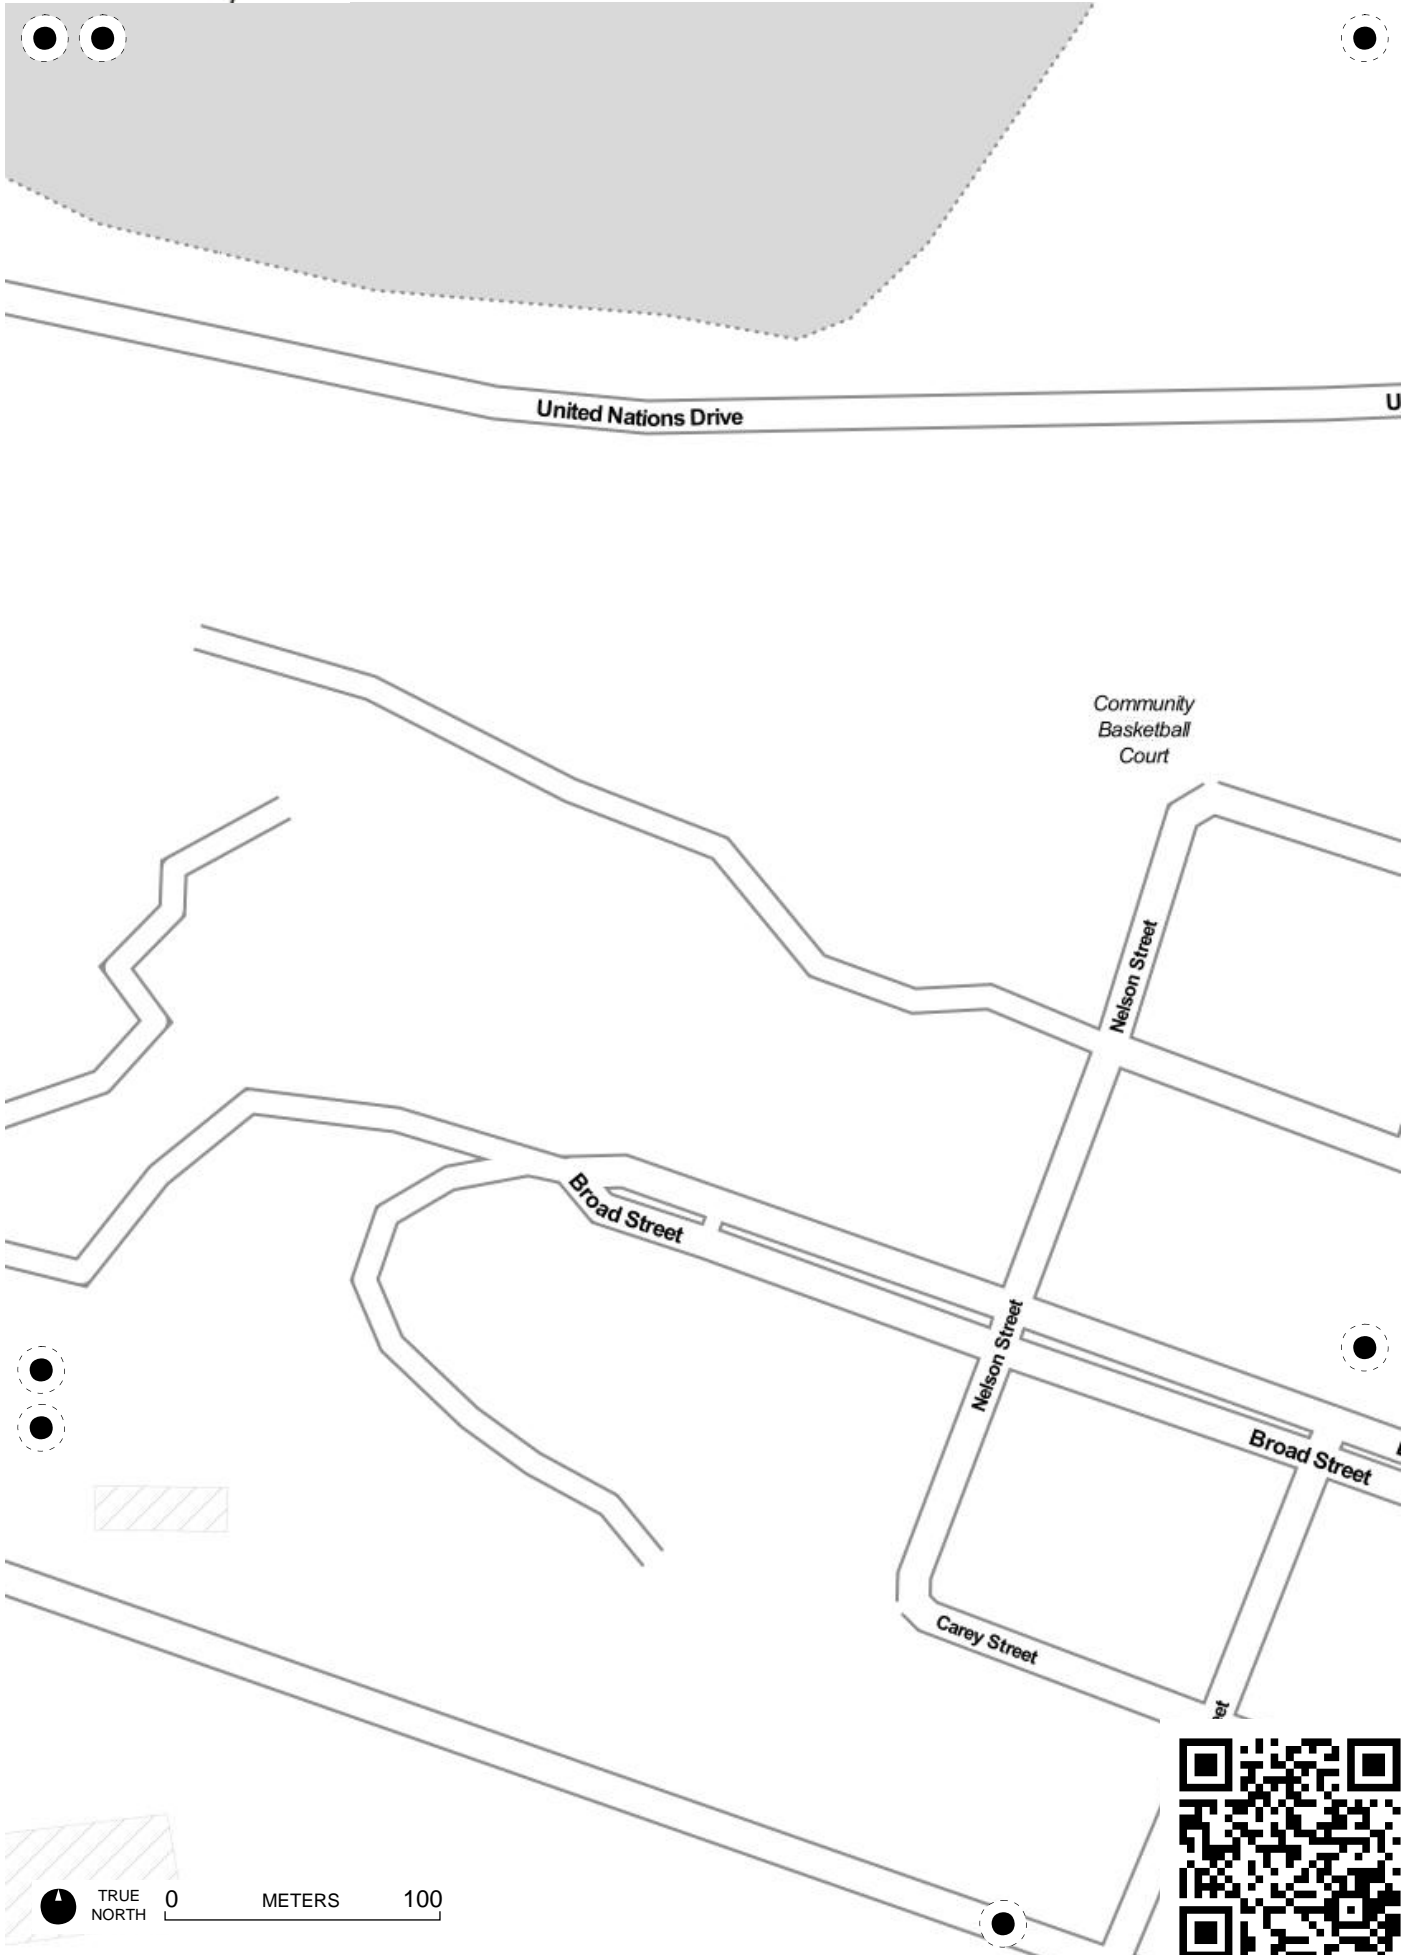 United Nations Drive
U
Community
Basketball
Court
Nelson Street
Broad Street
Nelson Street
Broad Street
Carey Street
eet
TRUE
NORTH
0 METERS 100